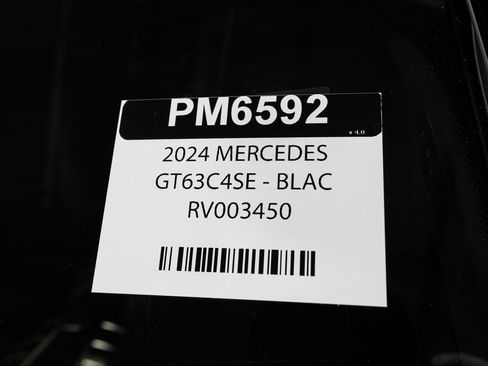 PM6592
v 4.0
2024 MERCEDES
GT63C4SE - BLAC
RV003450